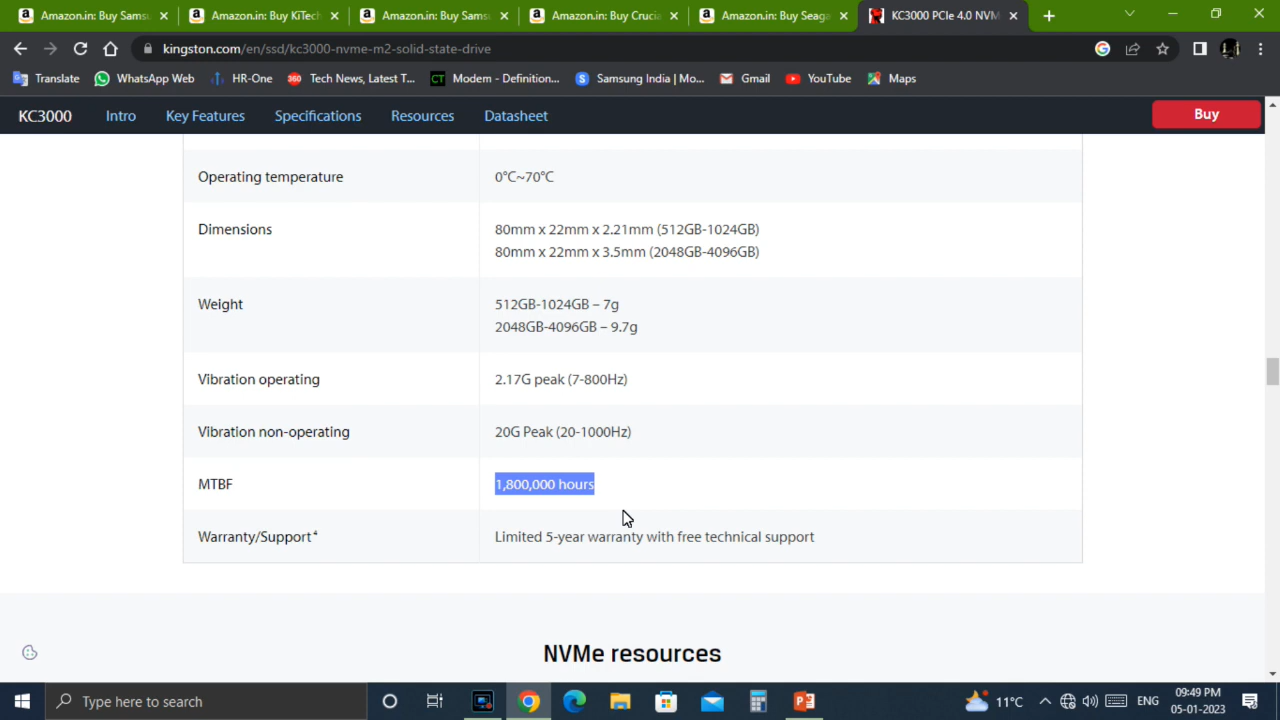 Amazon.in: Buy Samsu
Amazon.in: Buy KiTech
Amazon.in: Buy Sams
Amazon.in: Buy Crucia
Amazon.in: Buy Seaga
KC3000 PCIe 4.0 NVM
kingston.com/en/ssd/kc3000-nvme-m2-solid-state-drive
Translate
WhatsApp Web
HR-One
360
Tech News, Latest T...
CT
Modem - Definition...
S
Samsung India | Mo...
Gmail
YouTube
Maps
KC3000
Intro
Key Features
Specifications
Resources
Datasheet
Buy
Operating temperature
0°C~70°C
Dimensions
80mm x 22mm x 2.21mm (512GB-1024GB)
80mm x 22mm x 3.5mm (2048GB-4096GB)
Weight
512GB-1024GB – 7g
2048GB-4096GB – 9.7g
Vibration operating
2.17G peak (7-800Hz)
Vibration non-operating
20G Peak (20-1000Hz)
MTBF
1,800,000 hours
Warranty/Support⁴
Limited 5-year warranty with free technical support
NVMe resources
Type here to search
11°C
ENG
09:49 PM
05-01-2023